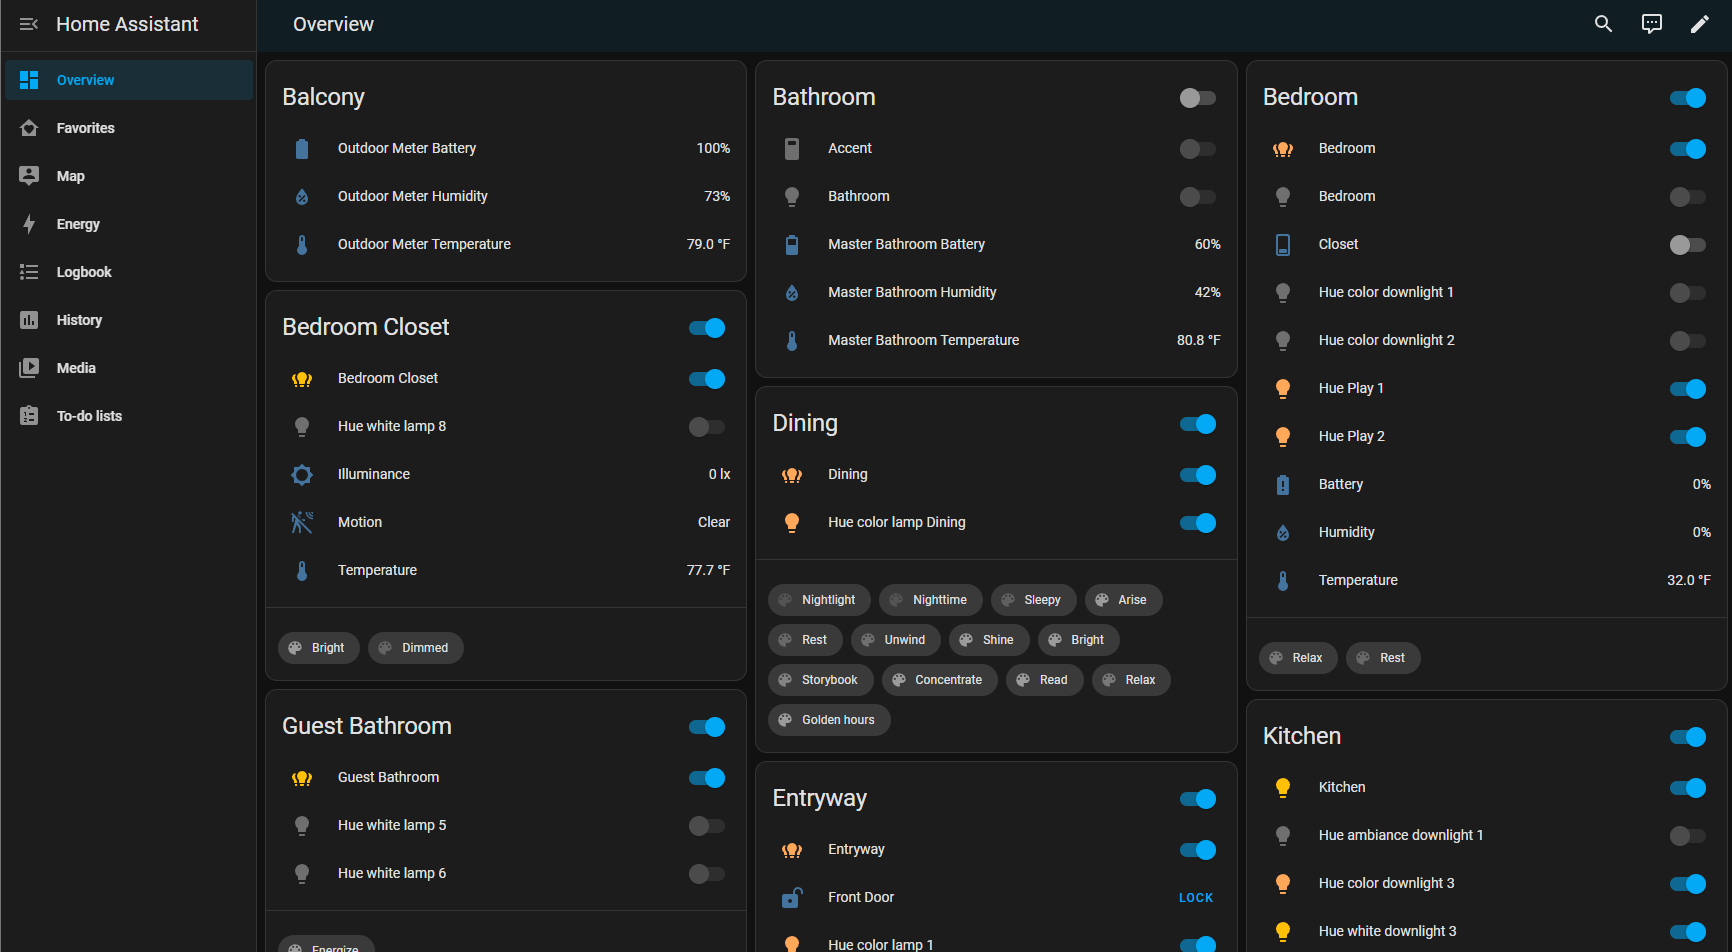 Home Assistant
Overview
Favorites
Map
Energy
Logbook
History
Media
To-do lists
Overview
Balcony
Outdoor Meter Battery 100%
Outdoor Meter Humidity 73%
Outdoor Meter Temperature 79.0 °F
Bedroom Closet
Bedroom Closet
Hue white lamp 8
Illuminance 0 lx
Motion Clear
Temperature 77.7 °F
Bright Dimmed
Guest Bathroom
Guest Bathroom
Hue white lamp 5
Hue white lamp 6
Energize
Bathroom
Accent
Bathroom
Master Bathroom Battery 60%
Master Bathroom Humidity 42%
Master Bathroom Temperature 80.8 °F
Dining
Dining
Hue color lamp Dining
Nightlight Nighttime Sleepy Arise
Rest Unwind Shine Bright
Storybook Concentrate Read Relax
Golden hours
Entryway
Entryway
Front Door LOCK
Hue color lamp 1
Bedroom
Bedroom
Bedroom
Closet
Hue color downlight 1
Hue color downlight 2
Hue Play 1
Hue Play 2
Battery 0%
Humidity 0%
Temperature 32.0 °F
Relax Rest
Kitchen
Kitchen
Hue ambiance downlight 1
Hue color downlight 3
Hue white downlight 3